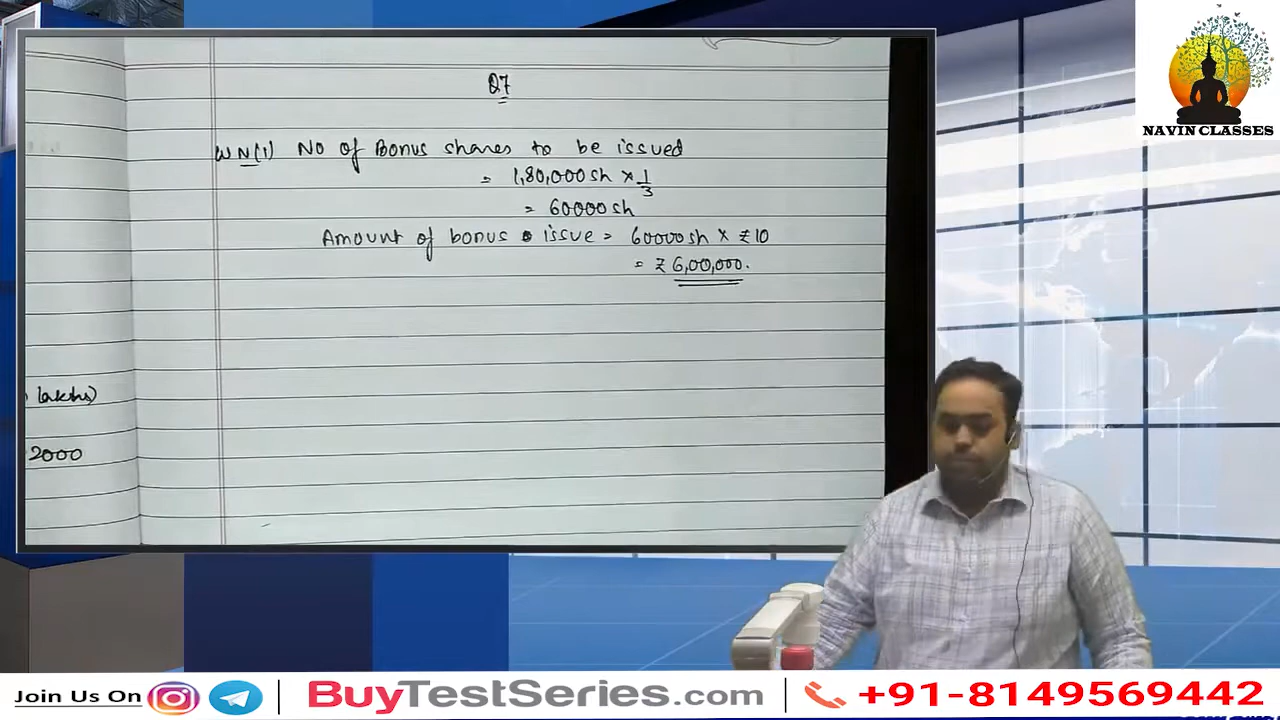 Q7
WN(1) No of Bonus shares to be issued
= 1,80,000 sh × 1/3
= 60000 sh
Amount of bonus issue = 60000 sh × ₹10
= ₹ 6,00,000.
lakhs)
2000
NAVIN CLASSES
Join Us On
BuyTestSeries.com
+91-8149569442